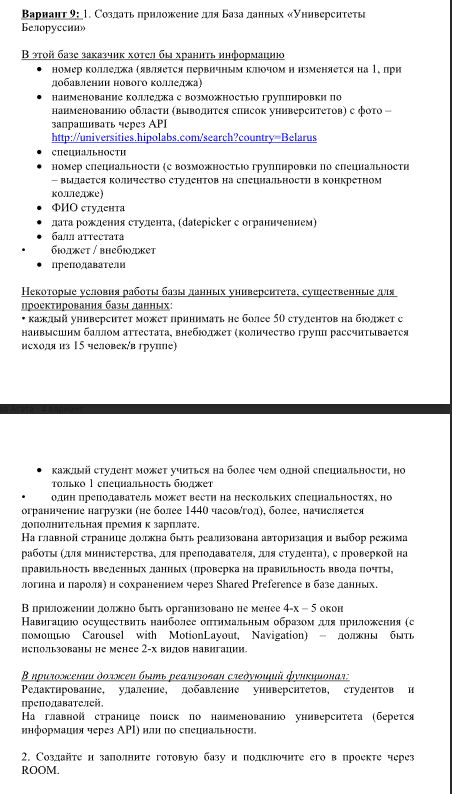 Вариант 9: 1. Создать приложение для База данных «Университеты
Белоруссии»
В этой базе заказчик хотел бы хранить информацию
• номер колледжа (является первичным ключом и изменяется на 1, при
добавлении нового колледжа)
• наименование колледжа с возможностью группировки по
наименованию области (выводится список университетов) с фото –
запрашивать через API
http://universities.hipolabs.com/search?country=Belarus
• специальности
• номер специальности (с возможностью группировки по специальности
– выдается количество студентов на специальности в конкретном
колледже)
• ФИО студента
• дата рождения студента, (datepicker с ограничением)
• балл аттестата
• бюджет / внебюджет
• преподаватели
Некоторые условия работы базы данных университета, существенные для
проектирования базы данных:
• каждый университет может принимать не более 50 студентов на бюджет с
наивысшим баллом аттестата, внебюджет (количество групп рассчитывается
исходя из 15 человек/в группе)
• каждый студент может учиться на более чем одной специальности, но
только 1 специальность бюджет
• один преподаватель может вести на нескольких специальностях, но
ограничение нагрузки (не более 1440 часов/год), более, начисляется
дополнительная премия к зарплате.
На главной странице должна быть реализована авторизация и выбор режима
работы (для министерства, для преподавателя, для студента), с проверкой на
правильность введенных данных (проверка на правильность ввода почты,
логина и пароля) и сохранением через Shared Preference в базе данных.
В приложении должно быть организовано не менее 4-х – 5 окон
Навигацию осуществить наиболее оптимальным образом для приложения (с
помощью Carousel with MotionLayout, Navigation) – должны быть
использованы не менее 2-х видов навигации.
В приложении должен быть реализован следующий функционал:
Редактирование, удаление, добавление университетов, студентов и
преподавателей.
На главной странице поиск по наименованию университета (берется
информация через API) или по специальности.
2. Создайте и заполните готовую базу и подключите его в проекте через
ROOM.